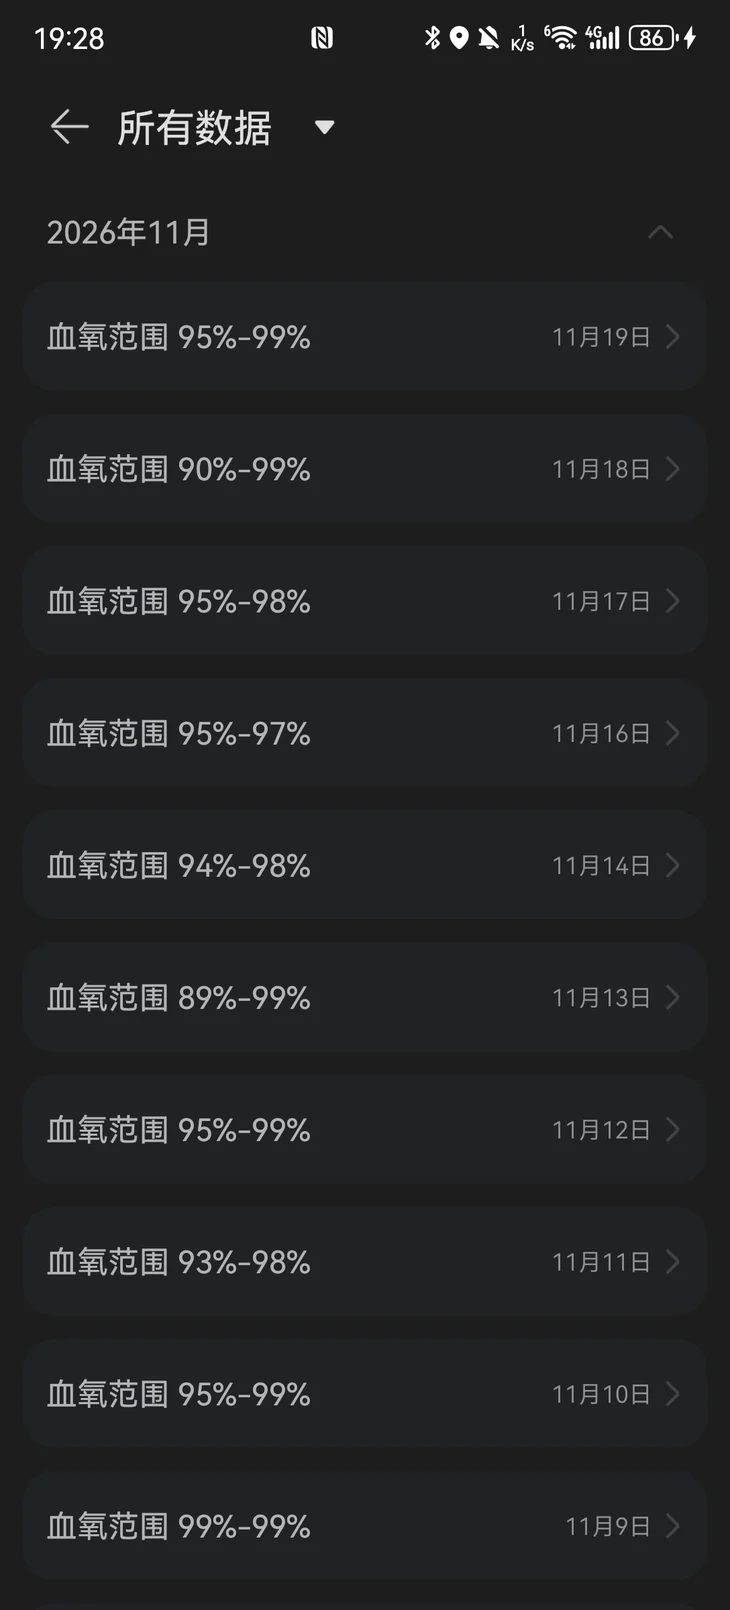 19:28
1 K/s 6 4G 86
所有数据
2026年11月
血氧范围 95%-99% 11月19日
血氧范围 90%-99% 11月18日
血氧范围 95%-98% 11月17日
血氧范围 95%-97% 11月16日
血氧范围 94%-98% 11月14日
血氧范围 89%-99% 11月13日
血氧范围 95%-99% 11月12日
血氧范围 93%-98% 11月11日
血氧范围 95%-99% 11月10日
血氧范围 99%-99% 11月9日